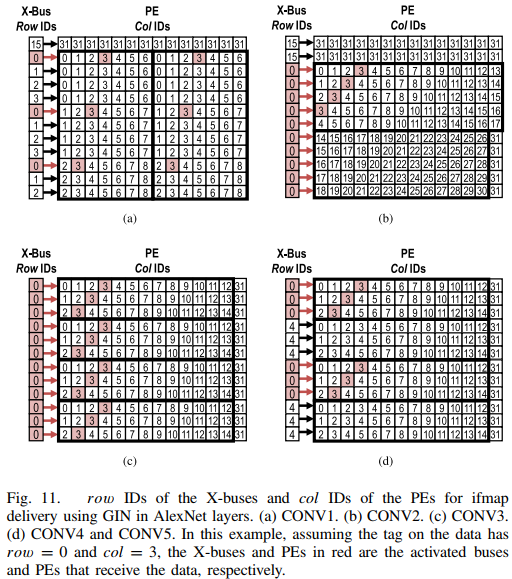 X-Bus
Row IDs
PE
Col IDs
15 31 31 31 31 31 31 31 31 31 31 31 31 31 31
0 0 1 2 3 4 5 6 0 1 2 3 4 5 6
1 0 1 2 3 4 5 6 0 1 2 3 4 5 6
2 0 1 2 3 4 5 6 0 1 2 3 4 5 6
3 0 1 2 3 4 5 6 0 1 2 3 4 5 6
0 1 2 3 4 5 6 7 1 2 3 4 5 6 7
1 1 2 3 4 5 6 7 1 2 3 4 5 6 7
2 1 2 3 4 5 6 7 1 2 3 4 5 6 7
3 1 2 3 4 5 6 7 1 2 3 4 5 6 7
0 2 3 4 5 6 7 8 2 3 4 5 6 7 8
1 2 3 4 5 6 7 8 2 3 4 5 6 7 8
2 2 3 4 5 6 7 8 2 3 4 5 6 7 8
(a)
X-Bus
Row IDs
PE
Col IDs
15 31 31 31 31 31 31 31 31 31 31 31 31 31 31
15 31 31 31 31 31 31 31 31 31 31 31 31 31 31
0 0 1 2 3 4 5 6 7 8 9 10 11 12 13
0 1 2 3 4 5 6 7 8 9 10 11 12 13 14
0 2 3 4 5 6 7 8 9 10 11 12 13 14 15
0 3 4 5 6 7 8 9 10 11 12 13 14 15 16
0 4 5 6 7 8 9 10 11 12 13 14 15 16 17
0 14 15 16 17 18 19 20 21 22 23 24 25 26 31
0 15 16 17 18 19 20 21 22 23 24 25 26 27 31
0 16 17 18 19 20 21 22 23 24 25 26 27 28 31
0 17 18 19 20 21 22 23 24 25 26 27 28 29 31
0 18 19 20 21 22 23 24 25 26 27 28 29 30 31
(b)
X-Bus
Row IDs
PE
Col IDs
0 0 1 2 3 4 5 6 7 8 9 10 11 12 31
0 1 2 3 4 5 6 7 8 9 10 11 12 13 31
0 2 3 4 5 6 7 8 9 10 11 12 13 14 31
0 0 1 2 3 4 5 6 7 8 9 10 11 12 31
0 1 2 3 4 5 6 7 8 9 10 11 12 13 31
0 2 3 4 5 6 7 8 9 10 11 12 13 14 31
0 0 1 2 3 4 5 6 7 8 9 10 11 12 31
0 1 2 3 4 5 6 7 8 9 10 11 12 13 31
0 2 3 4 5 6 7 8 9 10 11 12 13 14 31
0 0 1 2 3 4 5 6 7 8 9 10 11 12 31
0 1 2 3 4 5 6 7 8 9 10 11 12 13 31
0 2 3 4 5 6 7 8 9 10 11 12 13 14 31
(c)
X-Bus
Row IDs
PE
Col IDs
0 0 1 2 3 4 5 6 7 8 9 10 11 12 31
0 1 2 3 4 5 6 7 8 9 10 11 12 13 31
0 2 3 4 5 6 7 8 9 10 11 12 13 14 31
4 0 1 2 3 4 5 6 7 8 9 10 11 12 31
4 1 2 3 4 5 6 7 8 9 10 11 12 13 31
4 2 3 4 5 6 7 8 9 10 11 12 13 14 31
0 0 1 2 3 4 5 6 7 8 9 10 11 12 31
0 1 2 3 4 5 6 7 8 9 10 11 12 13 31
0 2 3 4 5 6 7 8 9 10 11 12 13 14 31
4 0 1 2 3 4 5 6 7 8 9 10 11 12 31
4 1 2 3 4 5 6 7 8 9 10 11 12 13 31
4 2 3 4 5 6 7 8 9 10 11 12 13 14 31
(d)
Fig. 11. row IDs of the X-buses and col IDs of the PEs for ifmap
delivery using GIN in AlexNet layers. (a) CONV1. (b) CONV2. (c) CONV3.
(d) CONV4 and CONV5. In this example, assuming the tag on the data has
row = 0 and col = 3, the X-buses and PEs in red are the activated buses
and PEs that receive the data, respectively.